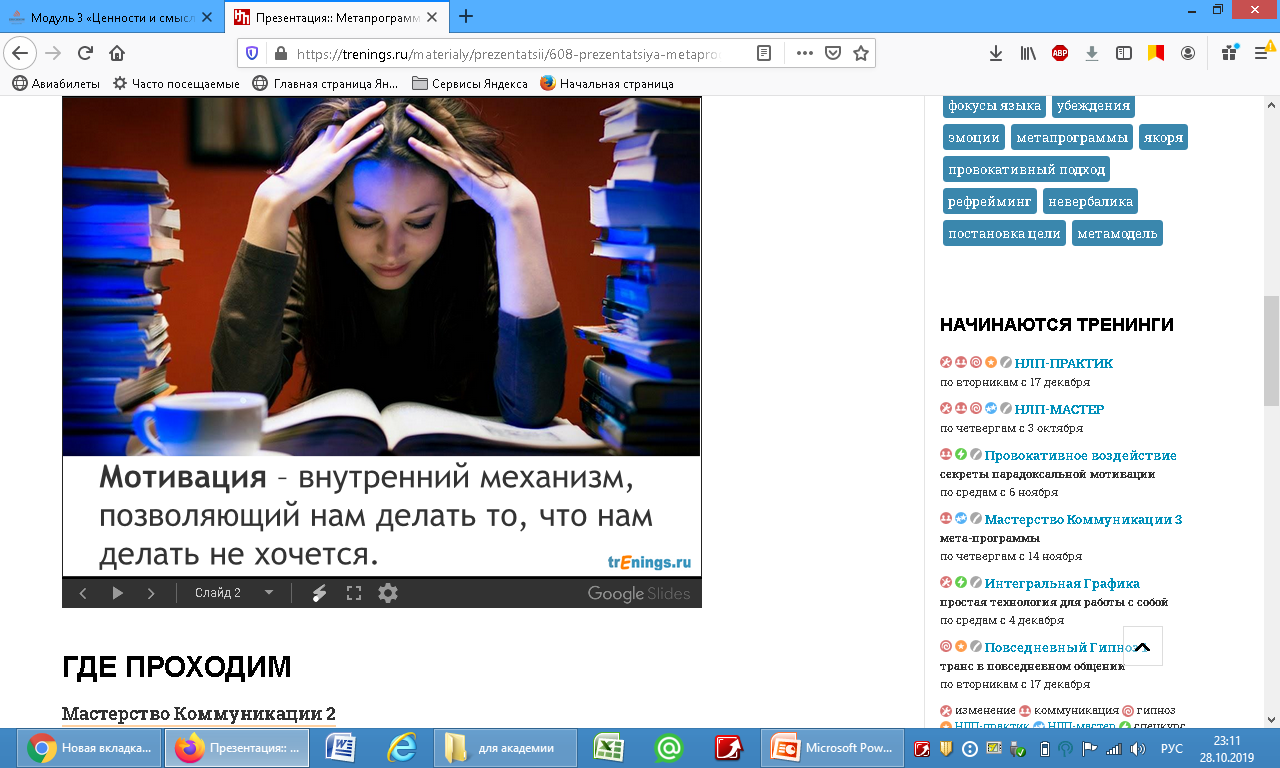 Модуль 3 «Ценности и смысл
Презентация:: Метапрограмм
https://trenings.ru/materialy/prezentatsii/608-prezentatsiya-metapro
ABP
Авиабилеты
Часто посещаемые
Главная страница Ян...
Сервисы Яндекса
Начальная страница
Мотивация – внутренний механизм,
позволяющий нам делать то, что нам
делать не хочется.
trEnings.ru
Слайд 2
Google Slides
ГДЕ ПРОХОДИМ
Мастерство Коммуникации 2
фокусы языка убеждения
эмоции метапрограммы якоря
провокативный подход
рефрейминг невербалика
постановка цели метамодель
НАЧИНАЮТСЯ ТРЕНИНГИ
НЛП-ПРАКТИК
по вторникам с 17 декабря
НЛП-МАСТЕР
по четвергам с 3 октября
Провокативное воздействие
секреты парадоксальной мотивации
по средам с 6 ноября
Мастерство Коммуникации 3
мета-программы
по четвергам с 14 ноября
Интегральная Графика
простая технология для работы с собой
по средам с 4 декабря
Повседневный Гипноз
транс в повседневном общении
по вторникам с 17 декабря
изменение коммуникация гипноз
НЛП-практик НЛП-мастер спецкурс
Новая вкладка...
Презентация:: ...
для академии
Microsoft Pow...
РУС
23:11
28.10.2019